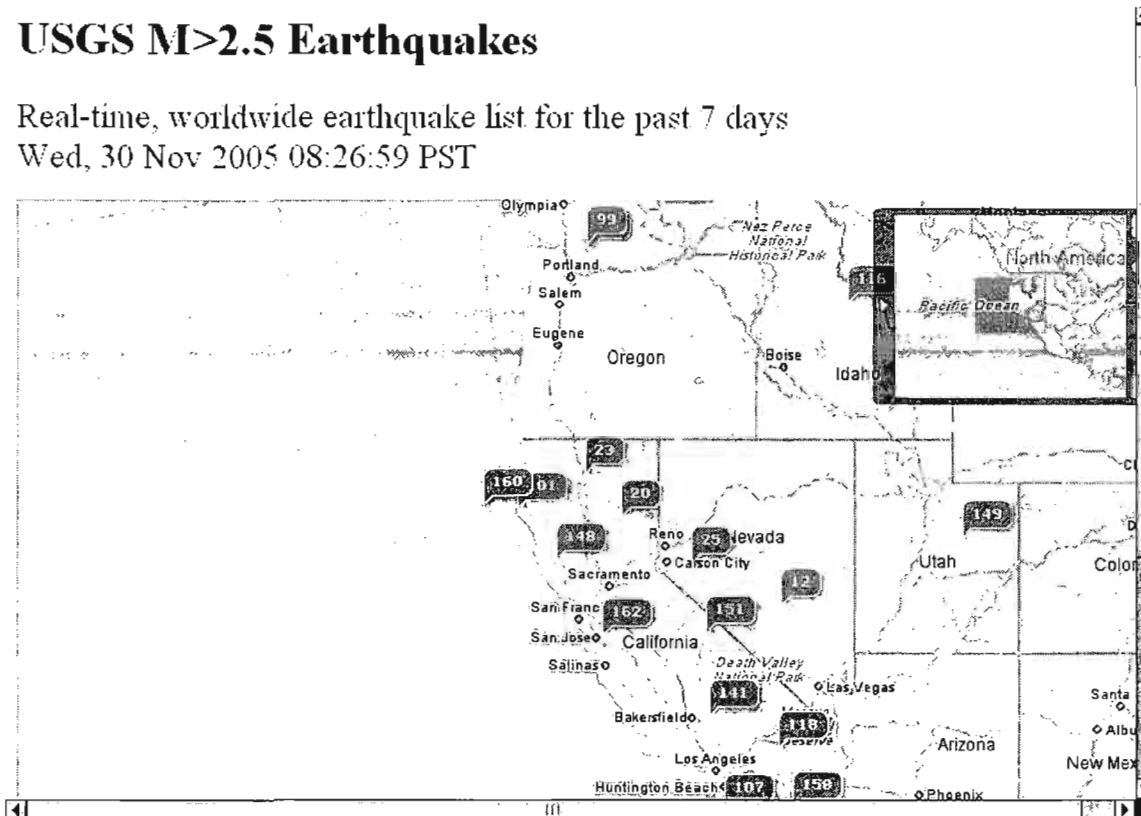 USGS M>2.5 Earthquakes
Real-time, worldwide earthquake list for the past 7 days
Wed, 30 Nov 2005 08:26:59 PST
Olympia
99
Nez Perce
National
Historical Park
North America
Portland
116
Salem
Pacific Ocean
Eugene
Oregon
Boise
Idaho
23
160
01
20
149
148
Reno
25
Nevada
Carson City
Utah
Color
Sacramento
12
San Franc
162
151
San Jose
California
Salinas
Death Valley
National Park
141
Las Vegas
Santa
Bakersfield
118
Albu
Arizona
Los Angeles
New Mex
Huntington Beach
107
158
Phoenix